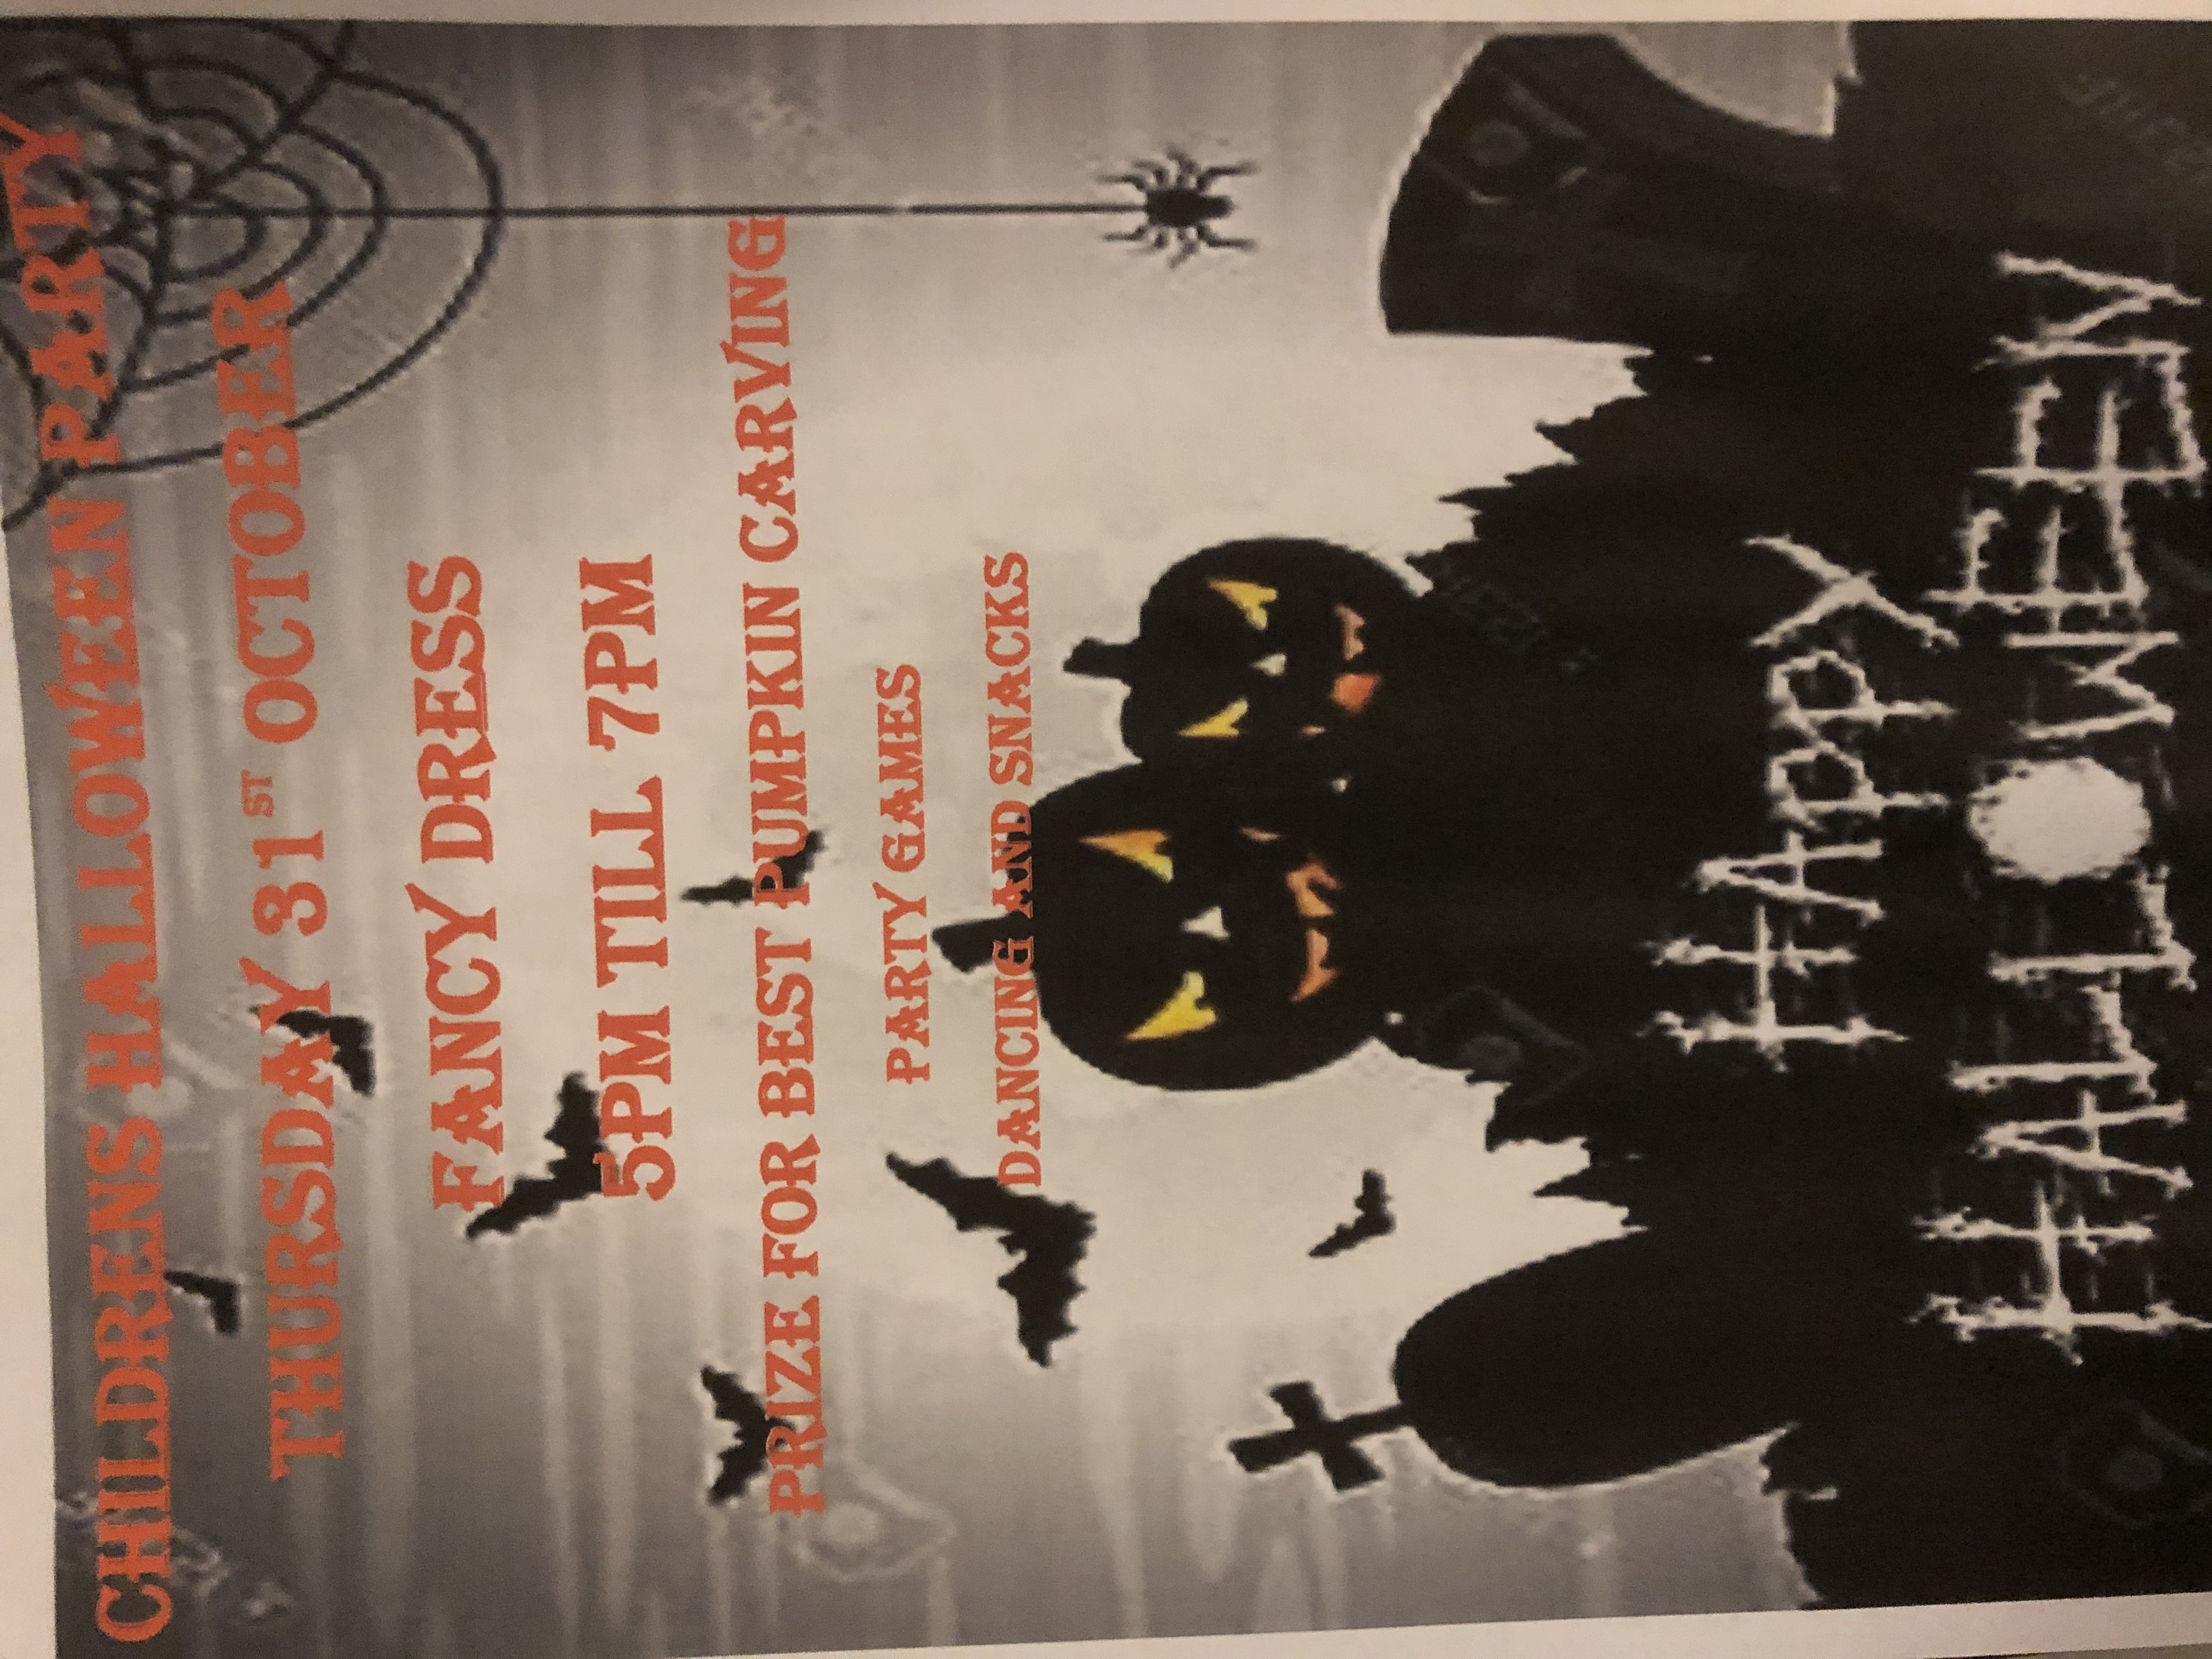 CHILDRENS HALLOWEEN PARTY
THURSDAY 31ST OCTOBER
FANCY DRESS
5PM TILL 7PM
PRIZE FOR BEST PUMPKIN CARVING
PARTY GAMES
DANCING AND SNACKS
HAppy
HALLOWEEN